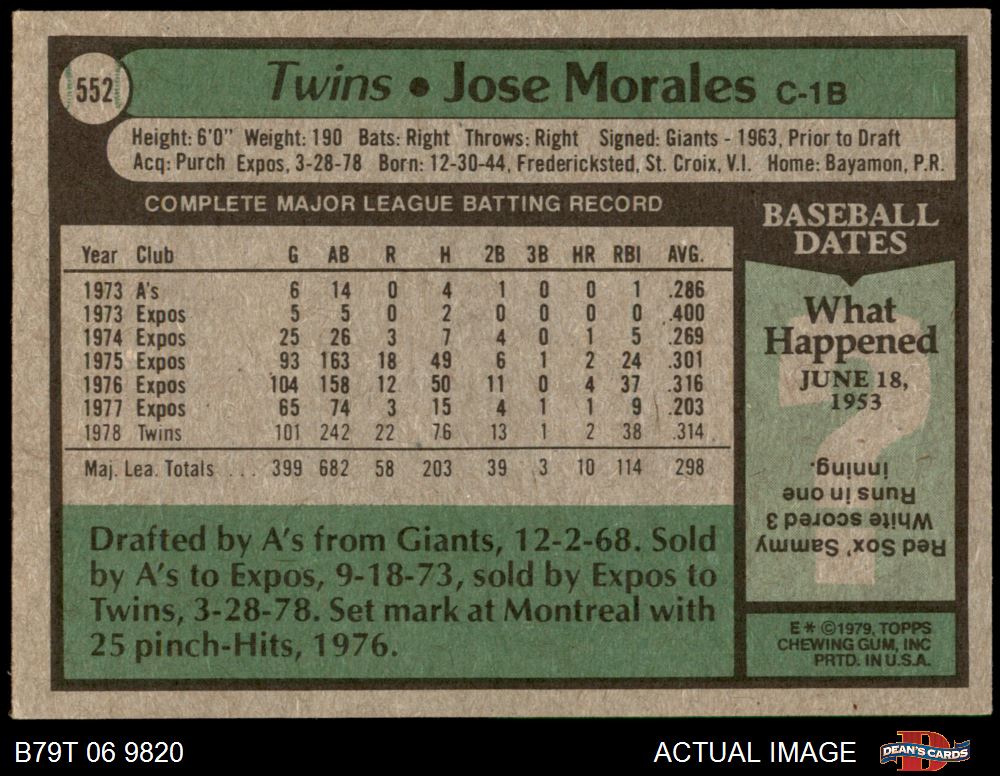 552
Twins • Jose Morales C-1B
Height: 6'0" Weight: 190 Bats: Right Throws: Right Signed: Giants - 1963, Prior to Draft
Acq: Purch Expos, 3-28-78 Born: 12-30-44, Fredericksted, St. Croix, V.I. Home: Bayamon, P.R.
COMPLETE MAJOR LEAGUE BATTING RECORD
Year Club G AB R H 2B 3B HR RBI AVG.
1973 A's 6 14 0 4 1 0 0 1 .286
1973 Expos 5 5 0 2 0 0 0 0 .400
1974 Expos 25 26 3 7 4 0 1 5 .269
1975 Expos 93 163 18 49 6 1 2 24 .301
1976 Expos 104 158 12 50 11 0 4 37 .316
1977 Expos 65 74 3 15 4 1 1 9 .203
1978 Twins 101 242 22 76 13 1 2 38 .314
Maj. Lea. Totals . . . 399 682 58 203 39 3 10 114 298
Drafted by A's from Giants, 12-2-68. Sold
by A's to Expos, 9-18-73, sold by Expos to
Twins, 3-28-78. Set mark at Montreal with
25 pinch-Hits, 1976.
BASEBALL
DATES
What
Happened
JUNE 18,
1953
Red Sox' Sammy
White scored 3
Runs in one
inning.
E * ©1979, TOPPS
CHEWING GUM, INC
PRTD. IN U.S.A.
B79T 06 9820
ACTUAL IMAGE
DEAN'S CARDS